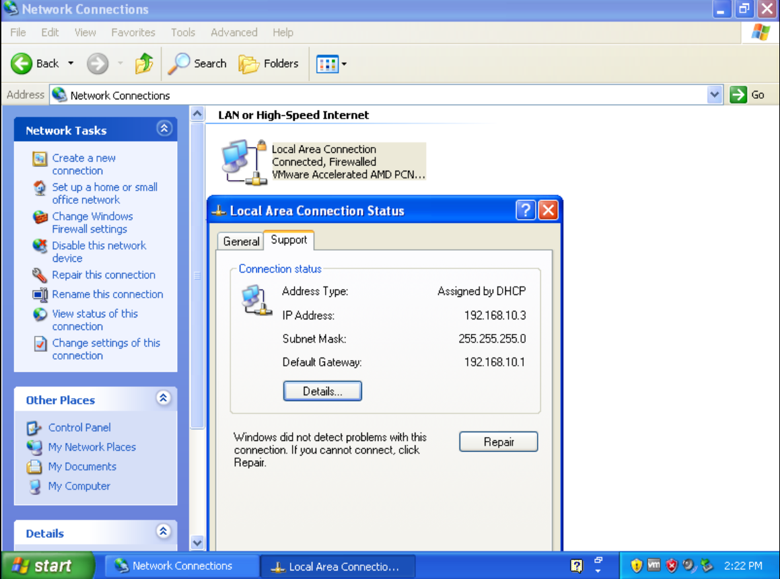 Network Connections
File Edit View Favorites Tools Advanced Help
Back Search Folders
Address Network Connections Go
Network Tasks
Create a new
connection
Set up a home or small
office network
Change Windows
Firewall settings
Disable this network
device
Repair this connection
Rename this connection
View status of this
connection
Change settings of this
connection
Other Places
Control Panel
My Network Places
My Documents
My Computer
Details
LAN or High-Speed Internet
Local Area Connection
Connected, Firewalled
VMware Accelerated AMD PCN...
Local Area Connection Status
General Support
Connection status
Address Type: Assigned by DHCP
IP Address: 192.168.10.3
Subnet Mask: 255.255.255.0
Default Gateway: 192.168.10.1
Details...
Windows did not detect problems with this
connection. If you cannot connect, click
Repair.
Repair
start Network Connections Local Area Connectio... 2:22 PM